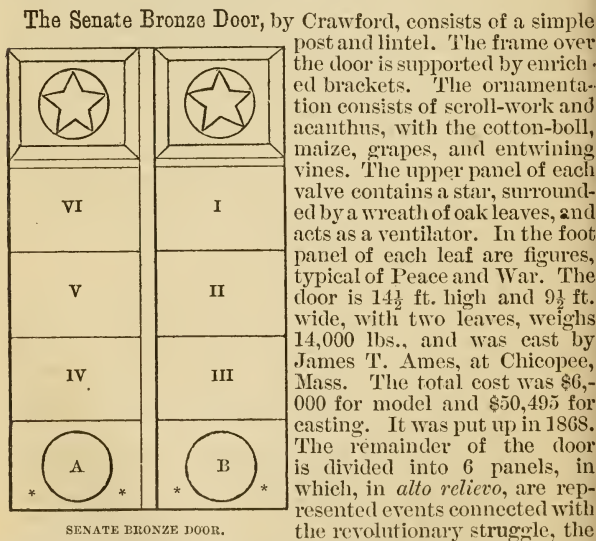 The Senate Bronze Door, by Crawford, consists of a simple
post and lintel. The frame over
the door is supported by enrich-
ed brackets. The ornamenta-
tion consists of scroll-work and
acanthus, with the cotton-boll,
maize, grapes, and entwining
vines. The upper panel of each
valve contains a star, surround-
ed by a wreath of oak leaves, and
acts as a ventilator. In the foot
panel of each leaf are figures,
typical of Peace and War. The
door is 14½ ft. high and 9½ ft.
wide, with two leaves, weighs
14,000 lbs., and was cast by
James T. Ames, at Chicopee,
Mass. The total cost was $6,-
000 for model and $50,495 for
casting. It was put up in 1868.
The remainder of the door
is divided into 6 panels, in
which, in alto relievo, are rep-
resented events connected with
the revolutionary struggle, the
VI I
V II
IV III
A B
* * * *
SENATE BRONZE DOOR.